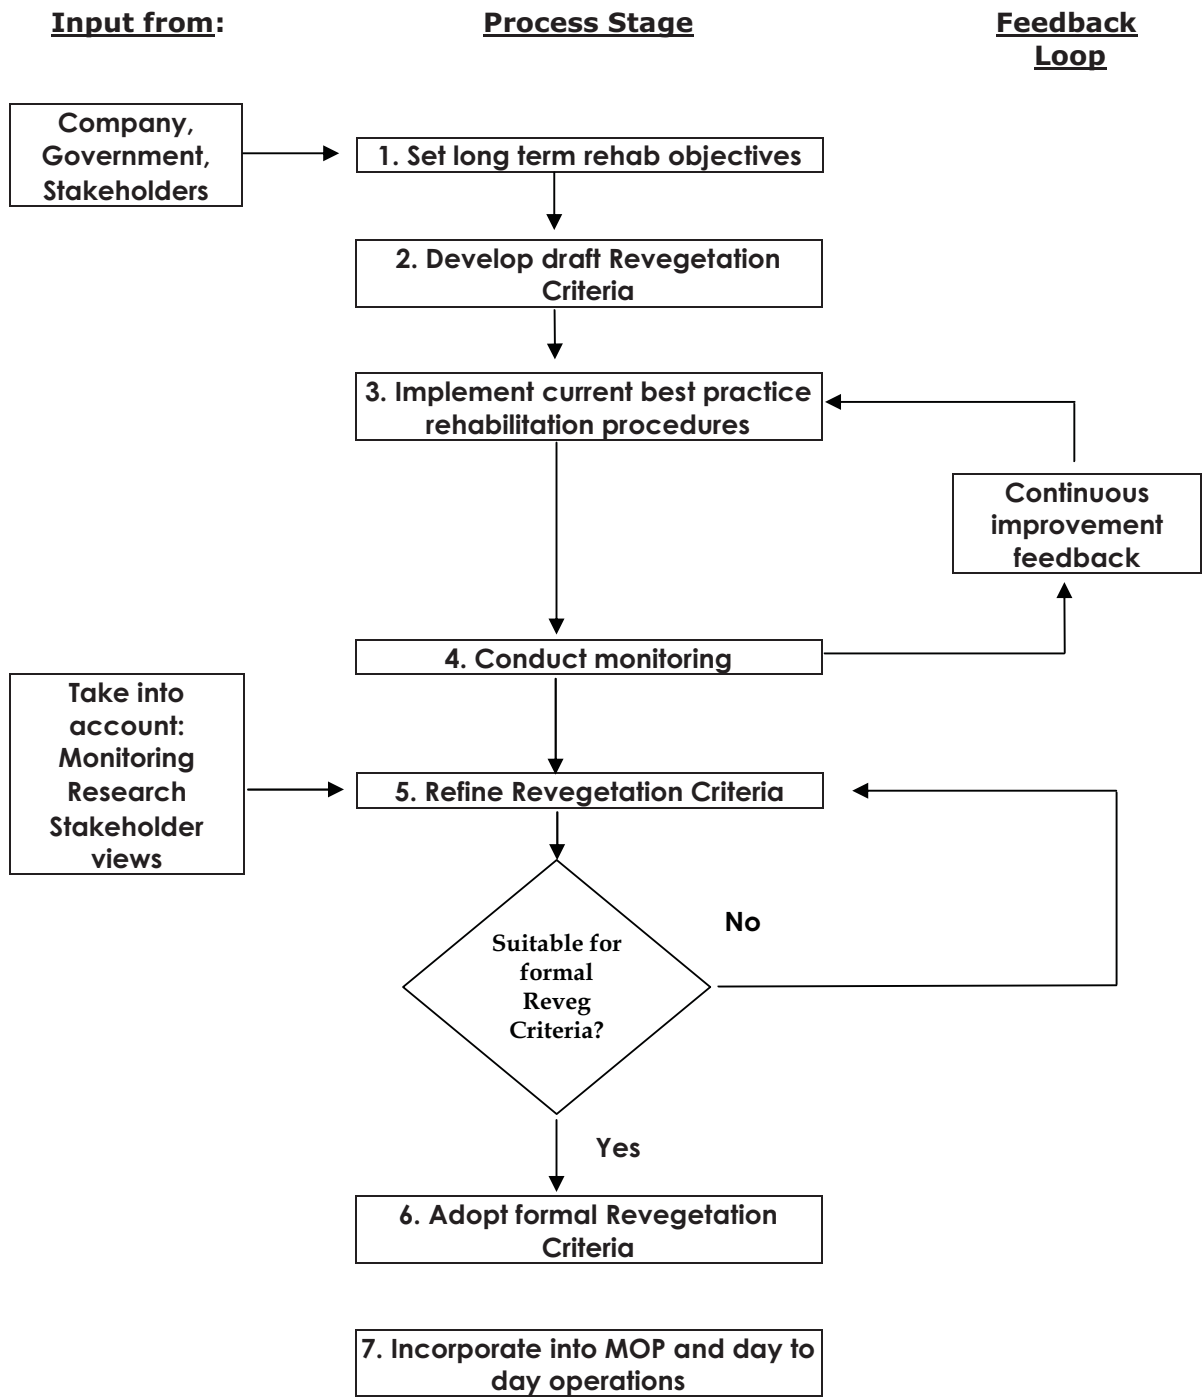 Input from:
Process Stage
Feedback
Loop
Company,
Government,
Stakeholders
1. Set long term rehab objectives
2. Develop draft Revegetation
Criteria
3. Implement current best practice
rehabilitation procedures
Continuous
improvement
feedback
4. Conduct monitoring
Take into
account:
Monitoring
Research
Stakeholder
views
5. Refine Revegetation Criteria
Suitable for
formal
Reveg
Criteria?
No
Yes
6. Adopt formal Revegetation
Criteria
7. Incorporate into MOP and day to
day operations